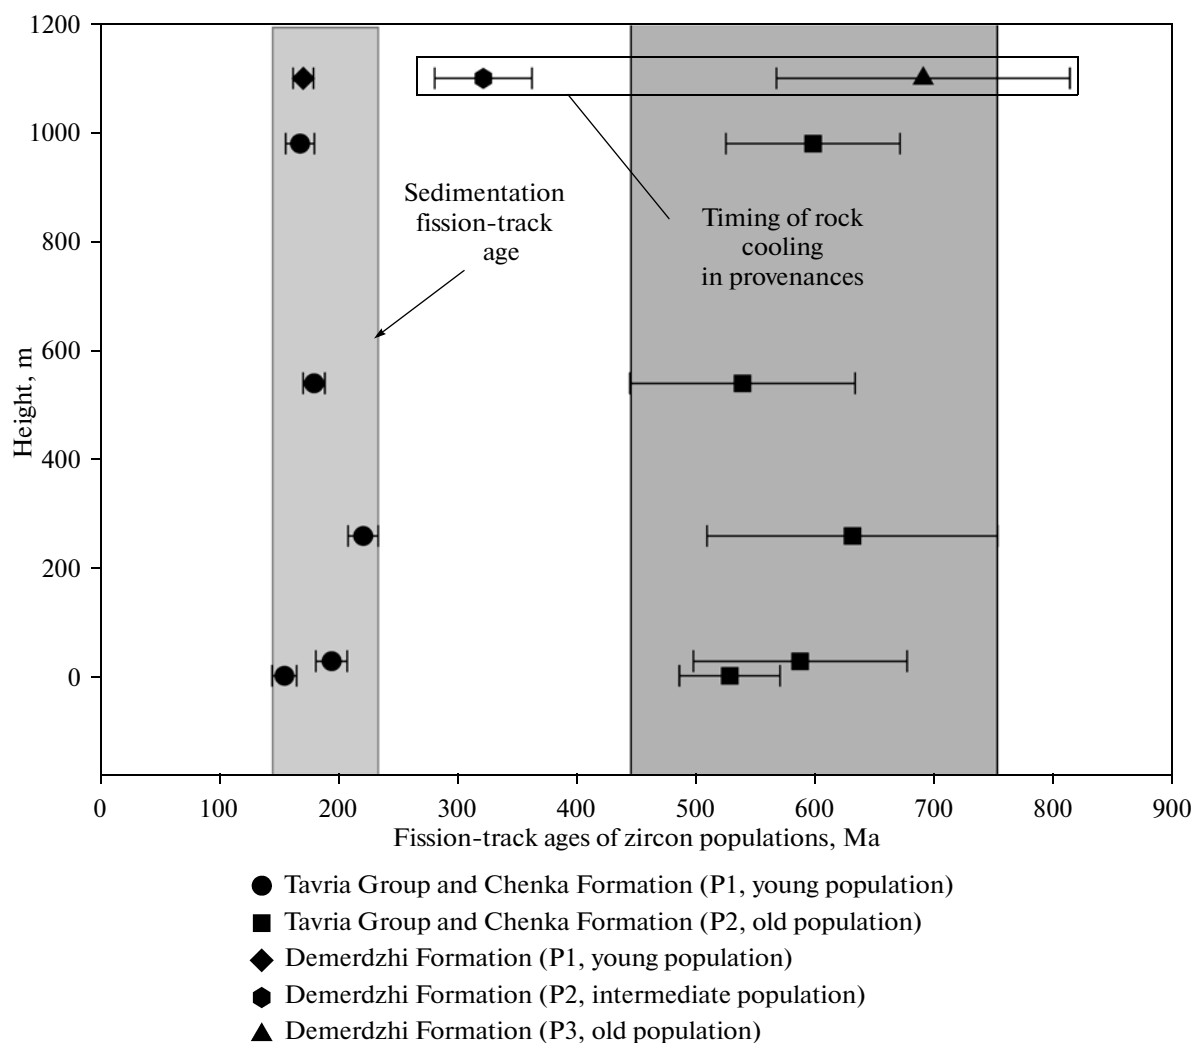 1200
1000
800
600
400
200
0
Height, m
Sedimentation
fission-track
age
Timing of rock
cooling
in provenances
0 100 200 300 400 500 600 700 800 900
Fission-track ages of zircon populations, Ma
Tavria Group and Chenka Formation (P1, young population)
Tavria Group and Chenka Formation (P2, old population)
Demerdzhi Formation (P1, young population)
Demerdzhi Formation (P2, intermediate population)
Demerdzhi Formation (P3, old population)